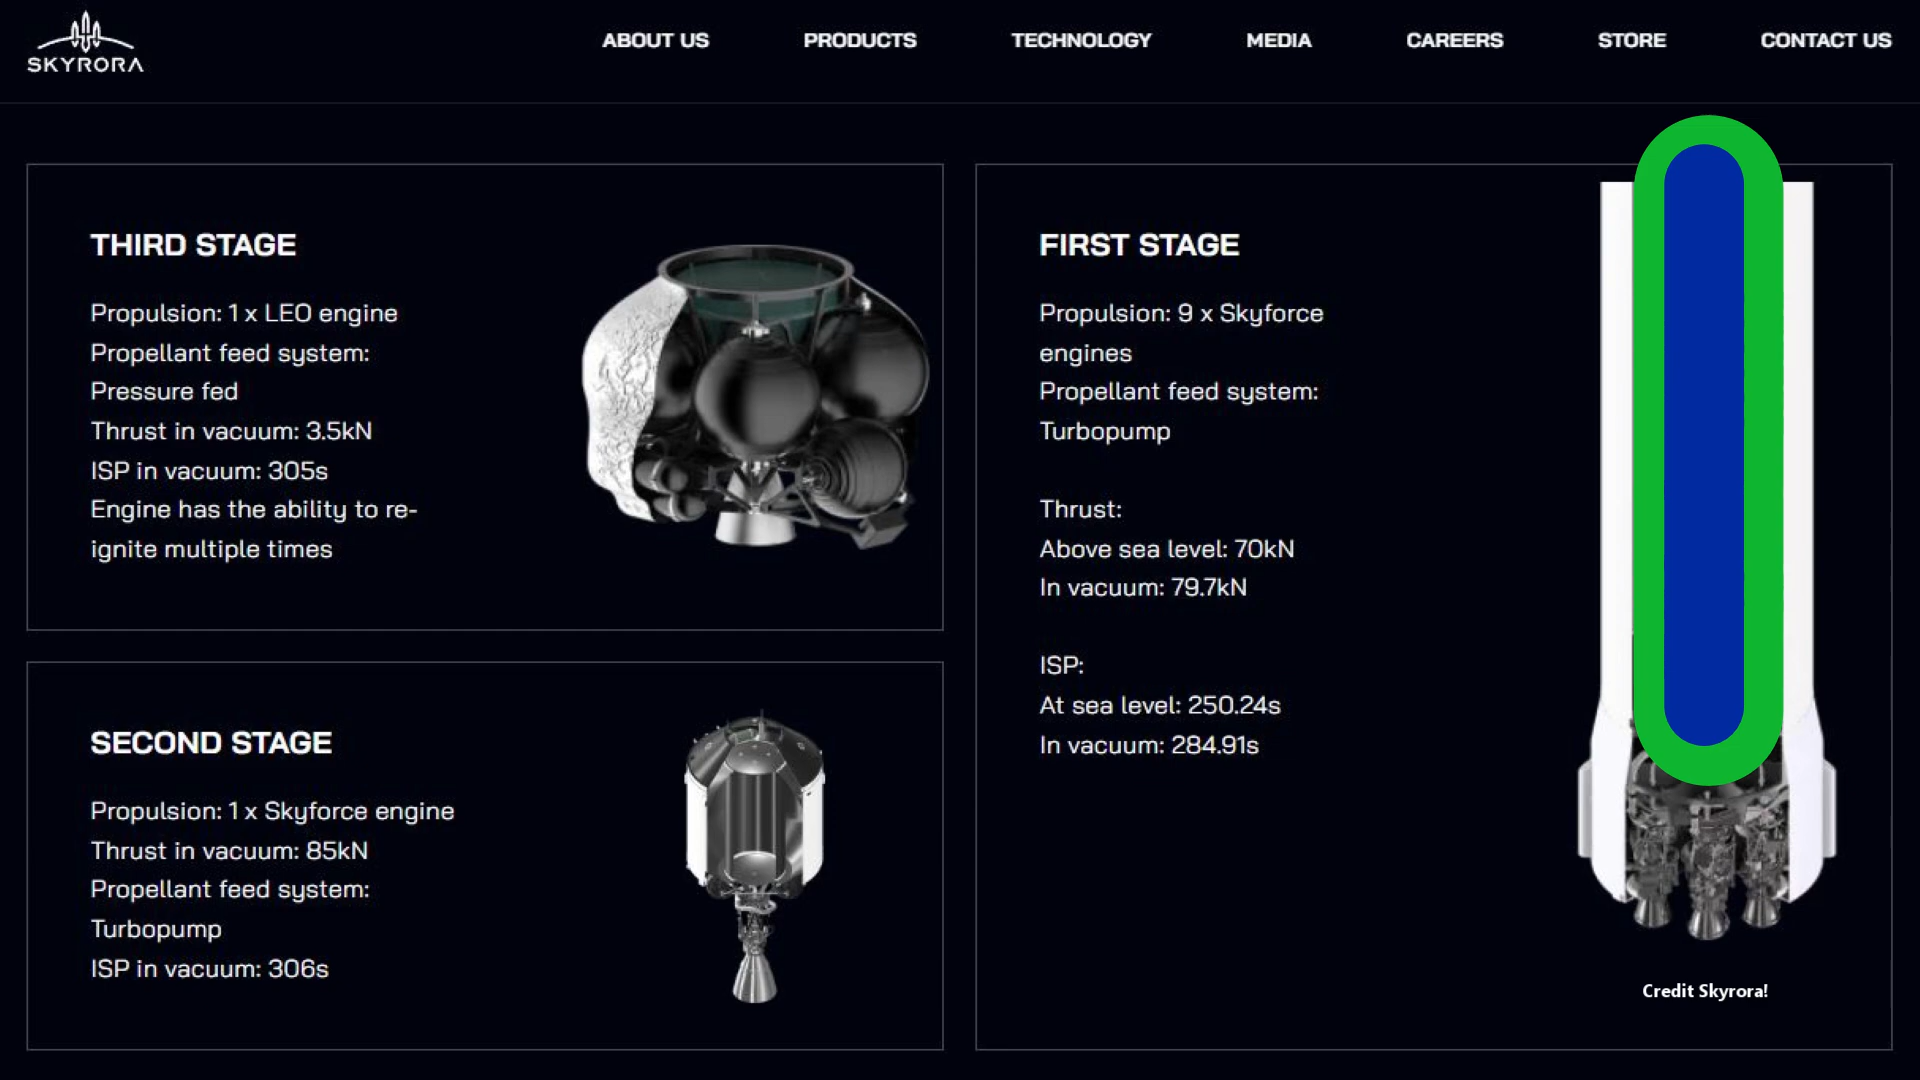 SKYRORA
ABOUT US
PRODUCTS
TECHNOLOGY
MEDIA
CAREERS
STORE
CONTACT US
THIRD STAGE
Propulsion: 1 x LEO engine
Propellant feed system:
Pressure fed
Thrust in vacuum: 3.5kN
ISP in vacuum: 305s
Engine has the ability to re-
ignite multiple times
SECOND STAGE
Propulsion: 1 x Skyforce engine
Thrust in vacuum: 85kN
Propellant feed system:
Turbopump
ISP in vacuum: 306s
FIRST STAGE
Propulsion: 9 x Skyforce
engines
Propellant feed system:
Turbopump
Thrust:
Above sea level: 70kN
In vacuum: 79.7kN
ISP:
At sea level: 250.24s
In vacuum: 284.91s
Credit Skyrora!